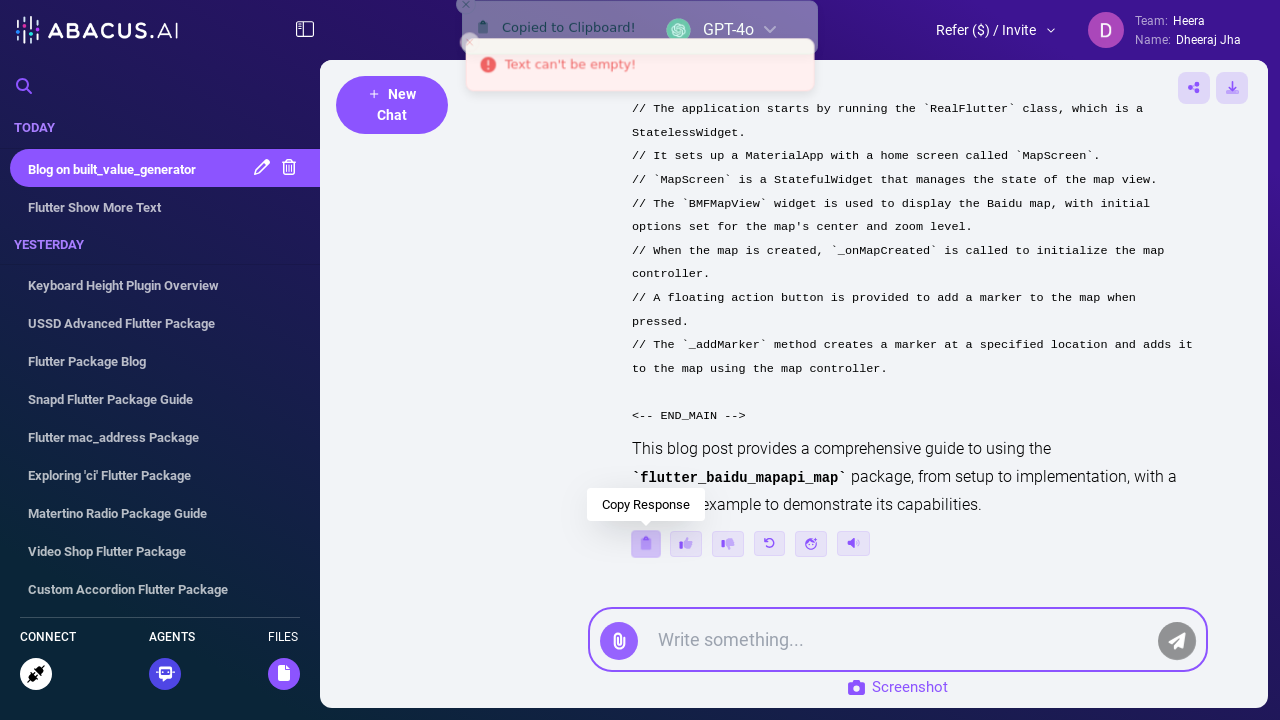 ABACUS.AI
Copied to Clipboard!
GPT-4o
Refer ($) / Invite
D
Team: Heera
Name: Dheeraj Jha
Text can't be empty!
TODAY
Blog on built_value_generator
Flutter Show More Text
YESTERDAY
Keyboard Height Plugin Overview
USSD Advanced Flutter Package
Flutter Package Blog
Snapd Flutter Package Guide
Flutter mac_address Package
Exploring 'ci' Flutter Package
Matertino Radio Package Guide
Video Shop Flutter Package
Custom Accordion Flutter Package
CONNECT
AGENTS
FILES
+ New
Chat
// The application starts by running the `RealFlutter` class, which is a
StatelessWidget.
// It sets up a MaterialApp with a home screen called `MapScreen`.
// `MapScreen` is a StatefulWidget that manages the state of the map view.
// The `BMFMapView` widget is used to display the Baidu map, with initial
options set for the map's center and zoom level.
// When the map is created, `_onMapCreated` is called to initialize the map
controller.
// A floating action button is provided to add a marker to the map when
pressed.
// The `_addMarker` method creates a marker at a specified location and adds it
to the map using the map controller.
<-- END_MAIN -->
This blog post provides a comprehensive guide to using the
`flutter_baidu_mapapi_map` package, from setup to implementation, with a
example to demonstrate its capabilities.
Copy Response
Write something...
Screenshot